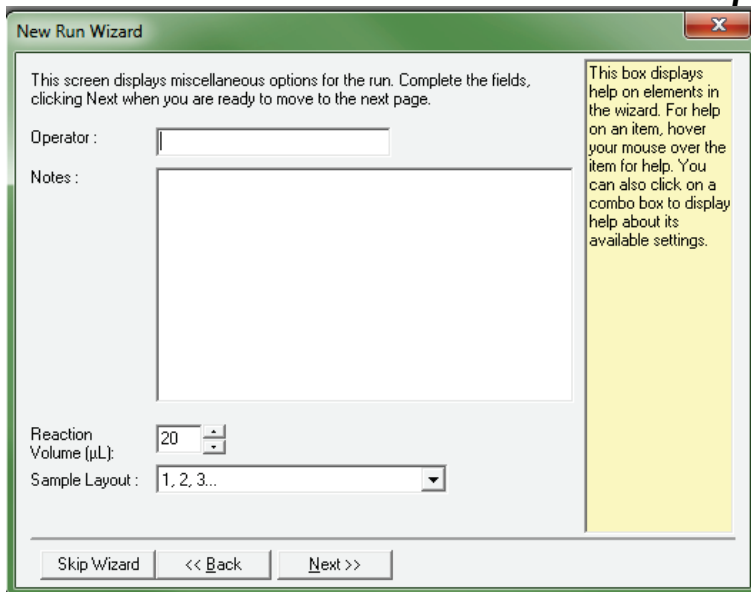 New Run Wizard
This screen displays miscellaneous options for the run. Complete the fields,
clicking Next when you are ready to move to the next page.
Operator :
Notes :
Reaction
Volume (µL):
20
Sample Layout :
1, 2, 3...
This box displays
help on elements in
the wizard. For help
on an item, hover
your mouse over the
item for help. You
can also click on a
combo box to display
help about its
available settings.
Skip Wizard
<< Back
Next >>